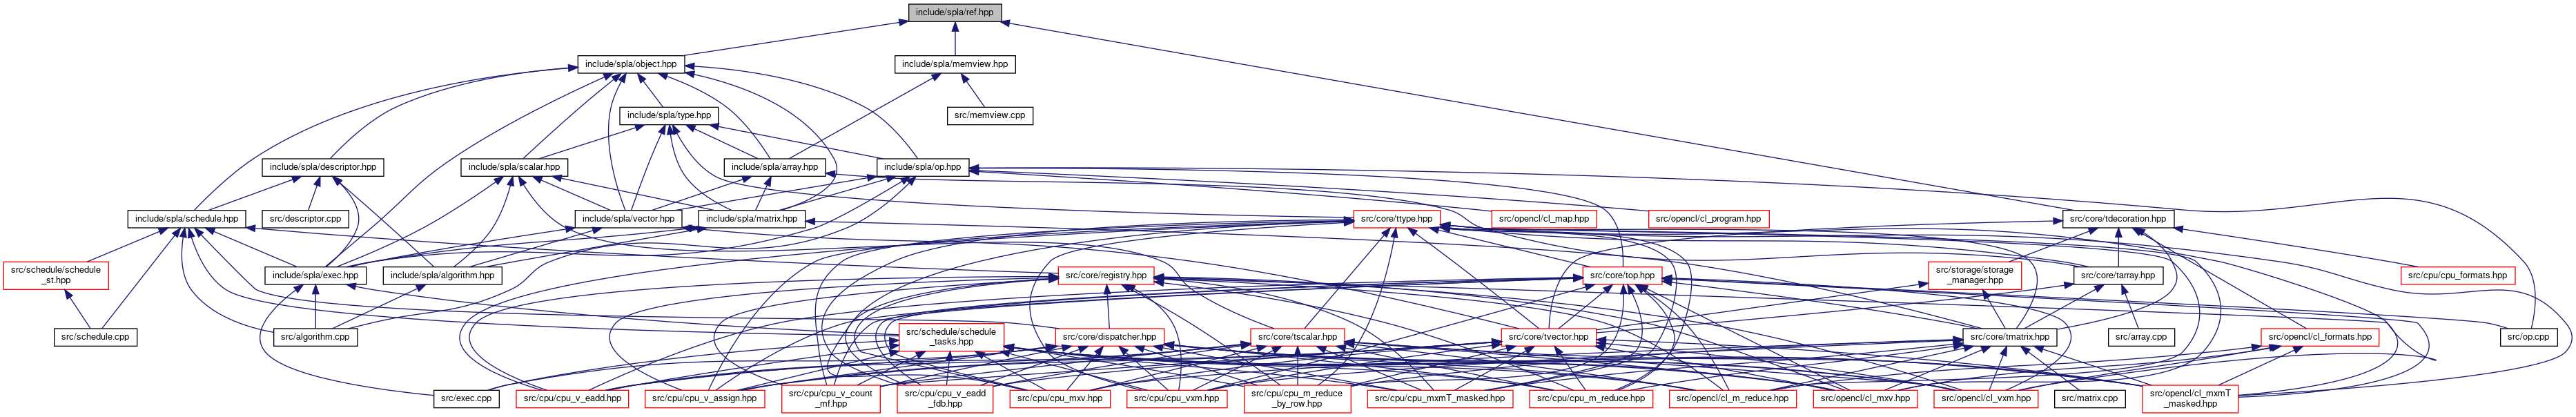 include/spla/ref.hpp
include/spla/object.hpp
include/spla/memview.hpp
include/spla/type.hpp
src/memview.cpp
include/spla/descriptor.hpp
include/spla/scalar.hpp
include/spla/array.hpp
include/spla/op.hpp
include/spla/schedule.hpp
src/descriptor.cpp
include/spla/vector.hpp
include/spla/matrix.hpp
src/core/ttype.hpp
src/opencl/cl_map.hpp
src/opencl/cl_program.hpp
src/core/tdecoration.hpp
src/schedule/schedule
_st.hpp
include/spla/exec.hpp
include/spla/algorithm.hpp
src/core/registry.hpp
src/core/top.hpp
src/storage/storage
_manager.hpp
src/core/tarray.hpp
src/cpu/cpu_formats.hpp
src/schedule.cpp
src/algorithm.cpp
src/schedule/schedule
_tasks.hpp
src/core/dispatcher.hpp
src/core/tscalar.hpp
src/core/tvector.hpp
src/core/tmatrix.hpp
src/array.cpp
src/opencl/cl_formats.hpp
src/op.cpp
src/exec.cpp
src/cpu/cpu_v_eadd.hpp
src/cpu/cpu_v_assign.hpp
src/cpu/cpu_v_count
_mf.hpp
src/cpu/cpu_v_eadd
_fdb.hpp
src/cpu/cpu_mxv.hpp
src/cpu/cpu_vxm.hpp
src/cpu/cpu_m_reduce
_by_row.hpp
src/cpu/cpu_mxmT_masked.hpp
src/cpu/cpu_m_reduce.hpp
src/opencl/cl_m_reduce.hpp
src/opencl/cl_mxv.hpp
src/opencl/cl_vxm.hpp
src/matrix.cpp
src/opencl/cl_mxmT
_masked.hpp